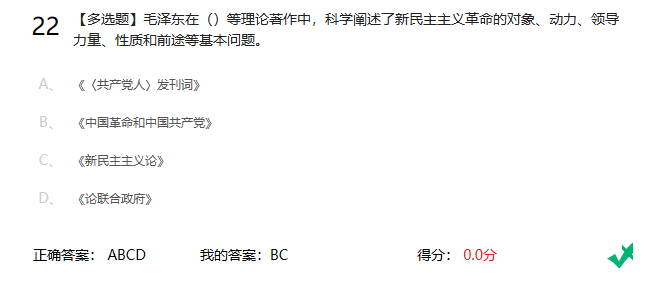 22 【多选题】毛泽东在（）等理论著作中，科学阐述了新民主主义革命的对象、动力、领导
力量、性质和前途等基本问题。
A、 《〈共产党人〉发刊词》
B、 《中国革命和中国共产党》
C、 《新民主主义论》
D、 《论联合政府》
正确答案： ABCD 我的答案：BC 得分： 0.0分